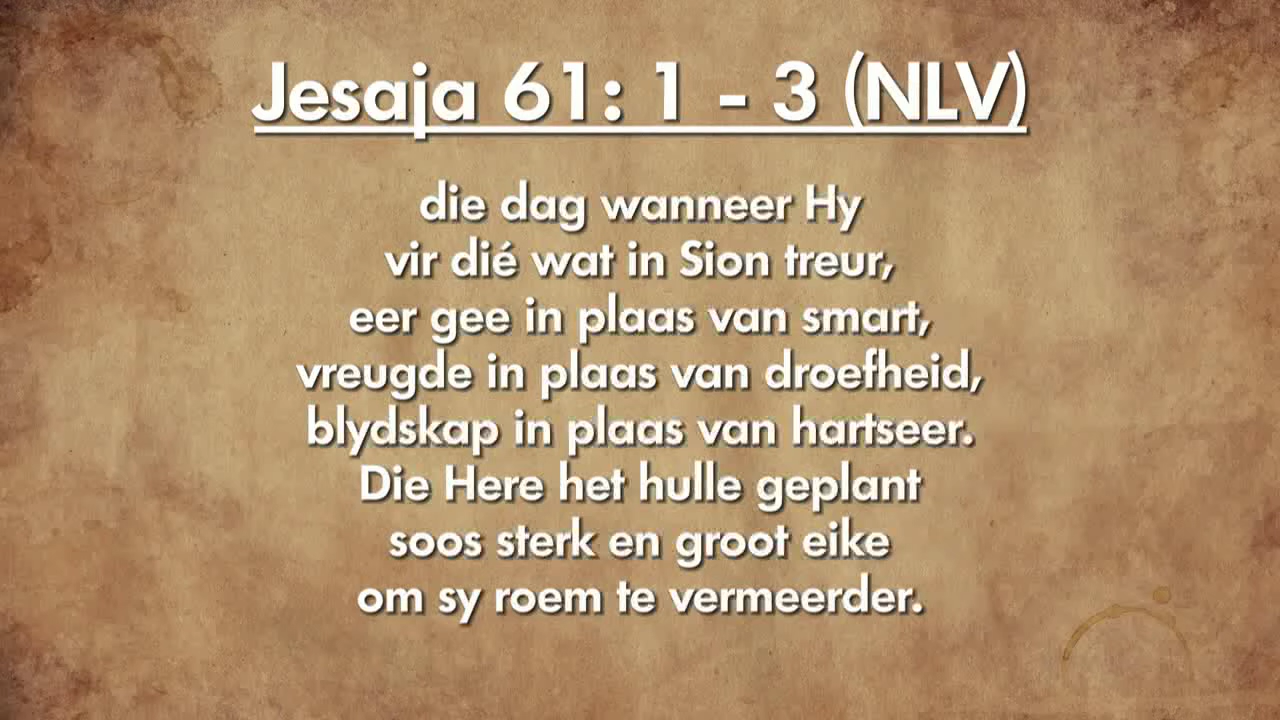 Jesaja 61: 1 - 3 (NLV)
die dag wanneer Hy
vir dié wat in Sion treur,
eer gee in plaas van smart,
vreugde in plaas van droefheid,
blydskap in plaas van hartseer.
Die Here het hulle geplant
soos sterk en groot eike
om sy roem te vermeerder.